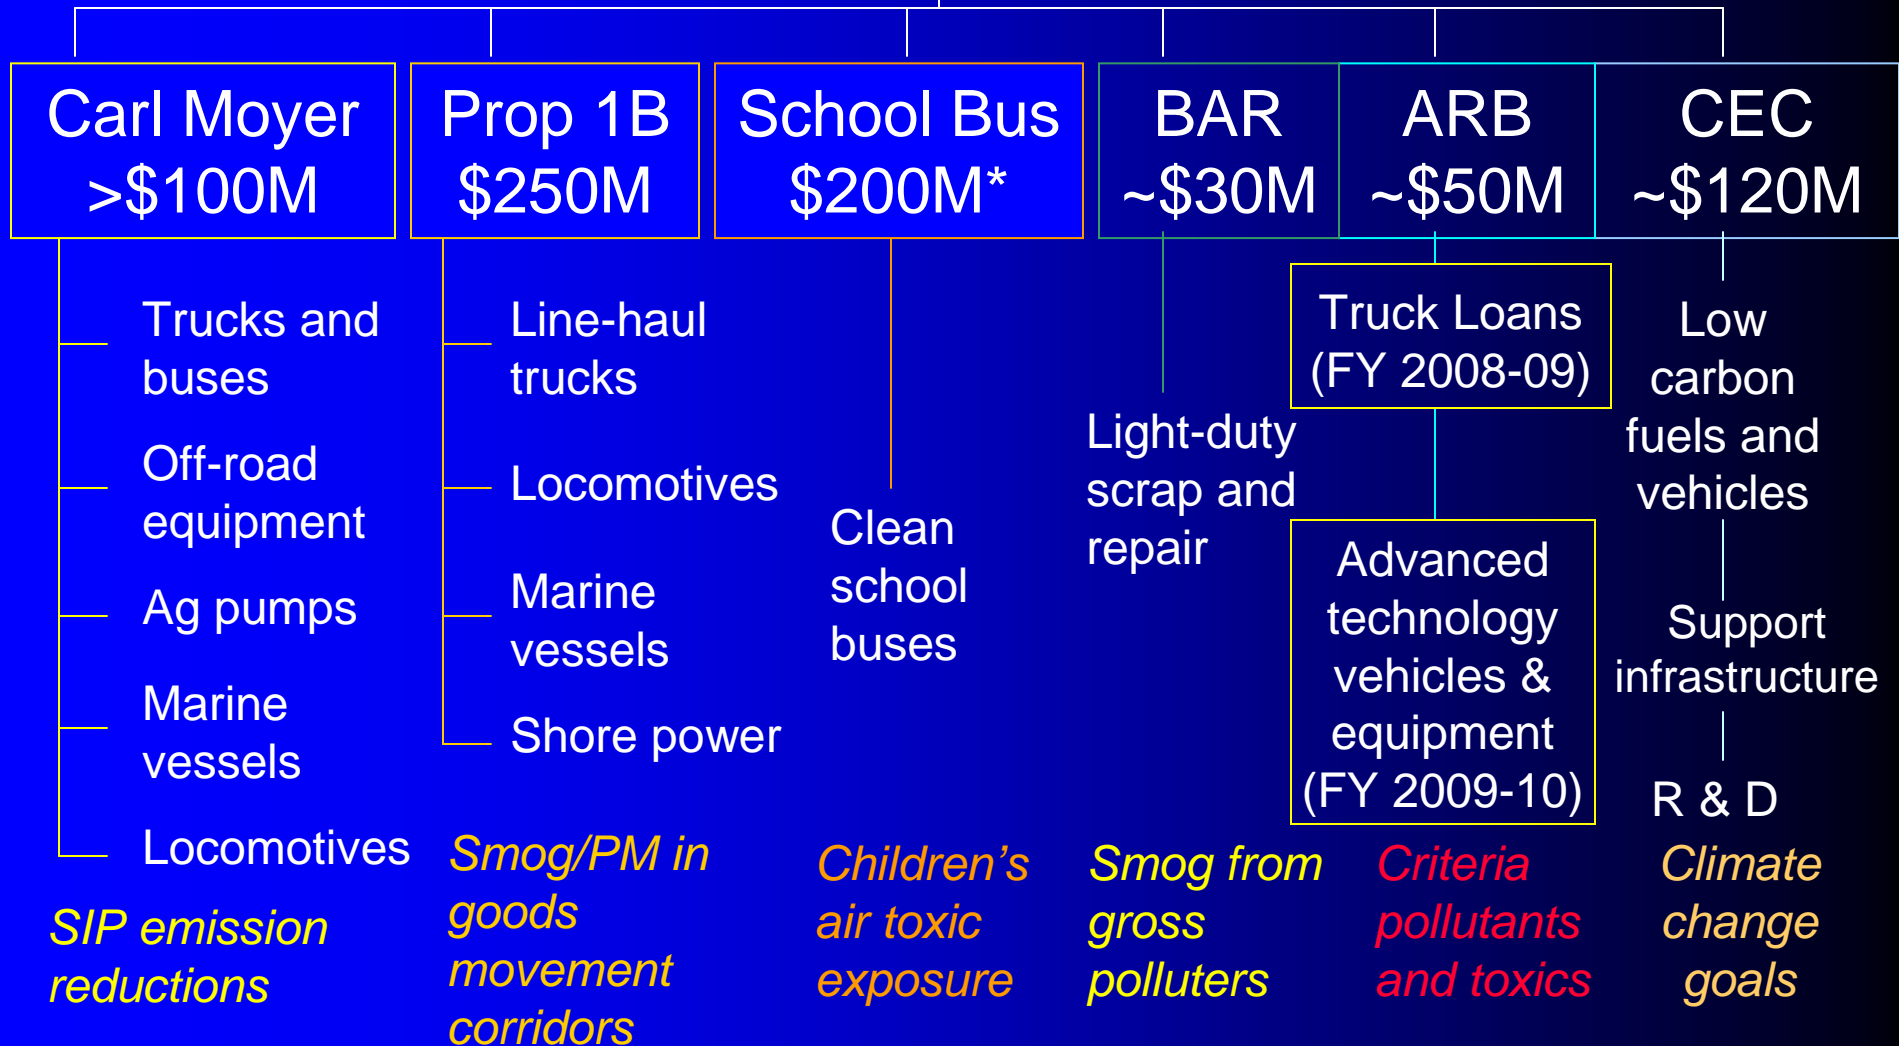 Carl Moyer
>$100M
Prop 1B
$250M
School Bus
$200M*
BAR
~$30M
ARB
~$50M
CEC
~$120M
Trucks and
buses
Off-road
equipment
Ag pumps
Marine
vessels
Locomotives
SIP emission
reductions
Line-haul
trucks
Locomotives
Marine
vessels
Shore power
Smog/PM in
goods
movement
corridors
Clean
school
buses
Children’s
air toxic
exposure
Light-duty
scrap and
repair
Smog from
gross
polluters
Truck Loans
(FY 2008-09)
Advanced
technology
vehicles &
equipment
(FY 2009-10)
Criteria
pollutants
and toxics
Low
carbon
fuels and
vehicles
Support
infrastructure
R & D
Climate
change
goals